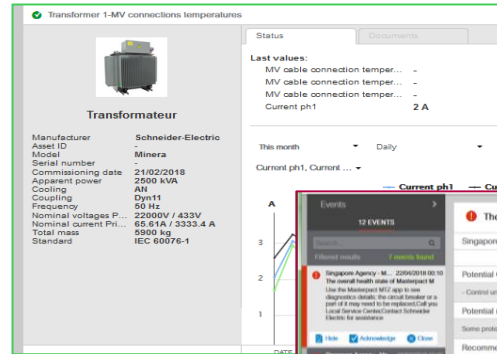 Transformer 1-MV connections temperatures
Status
Documents
Last values:
MV cable connection temper... -
MV cable connection temper... -
MV cable connection temper... -
Current ph1 2 A
Transformateur
Manufacturer Schneider-Electric
Asset ID -
Model Minera
Serial number -
Commissioning date 21/02/2018
Apparent power 2500 kVA
Cooling AN
Coupling Dyn11
Frequency 50 Hz
Nominal voltages P... 22000V / 433V
Nominal current Pri... 65.61A / 3333.4 A
Total mass 5900 kg
Standard IEC 60076-1
This month
Daily
Current ph1, Current ...
Current ph1
A
3
2
1
DATE
Events
12 EVENTS
Search...
Filtered results 7 events found
Singapore Agency - M... 22/04/2018 00:10
The overall health state of Masterpact M
Use the Masterpact MTZ app to see
diagnostics details; the circuit breaker or a
part of it may need to be replaced,Call you
Local Service Center,Contact Schneider
Electric for assistance
Hide Acknowledge Close
The
Singapore
Potential
- Control un
Potential
Some prote
Recomme